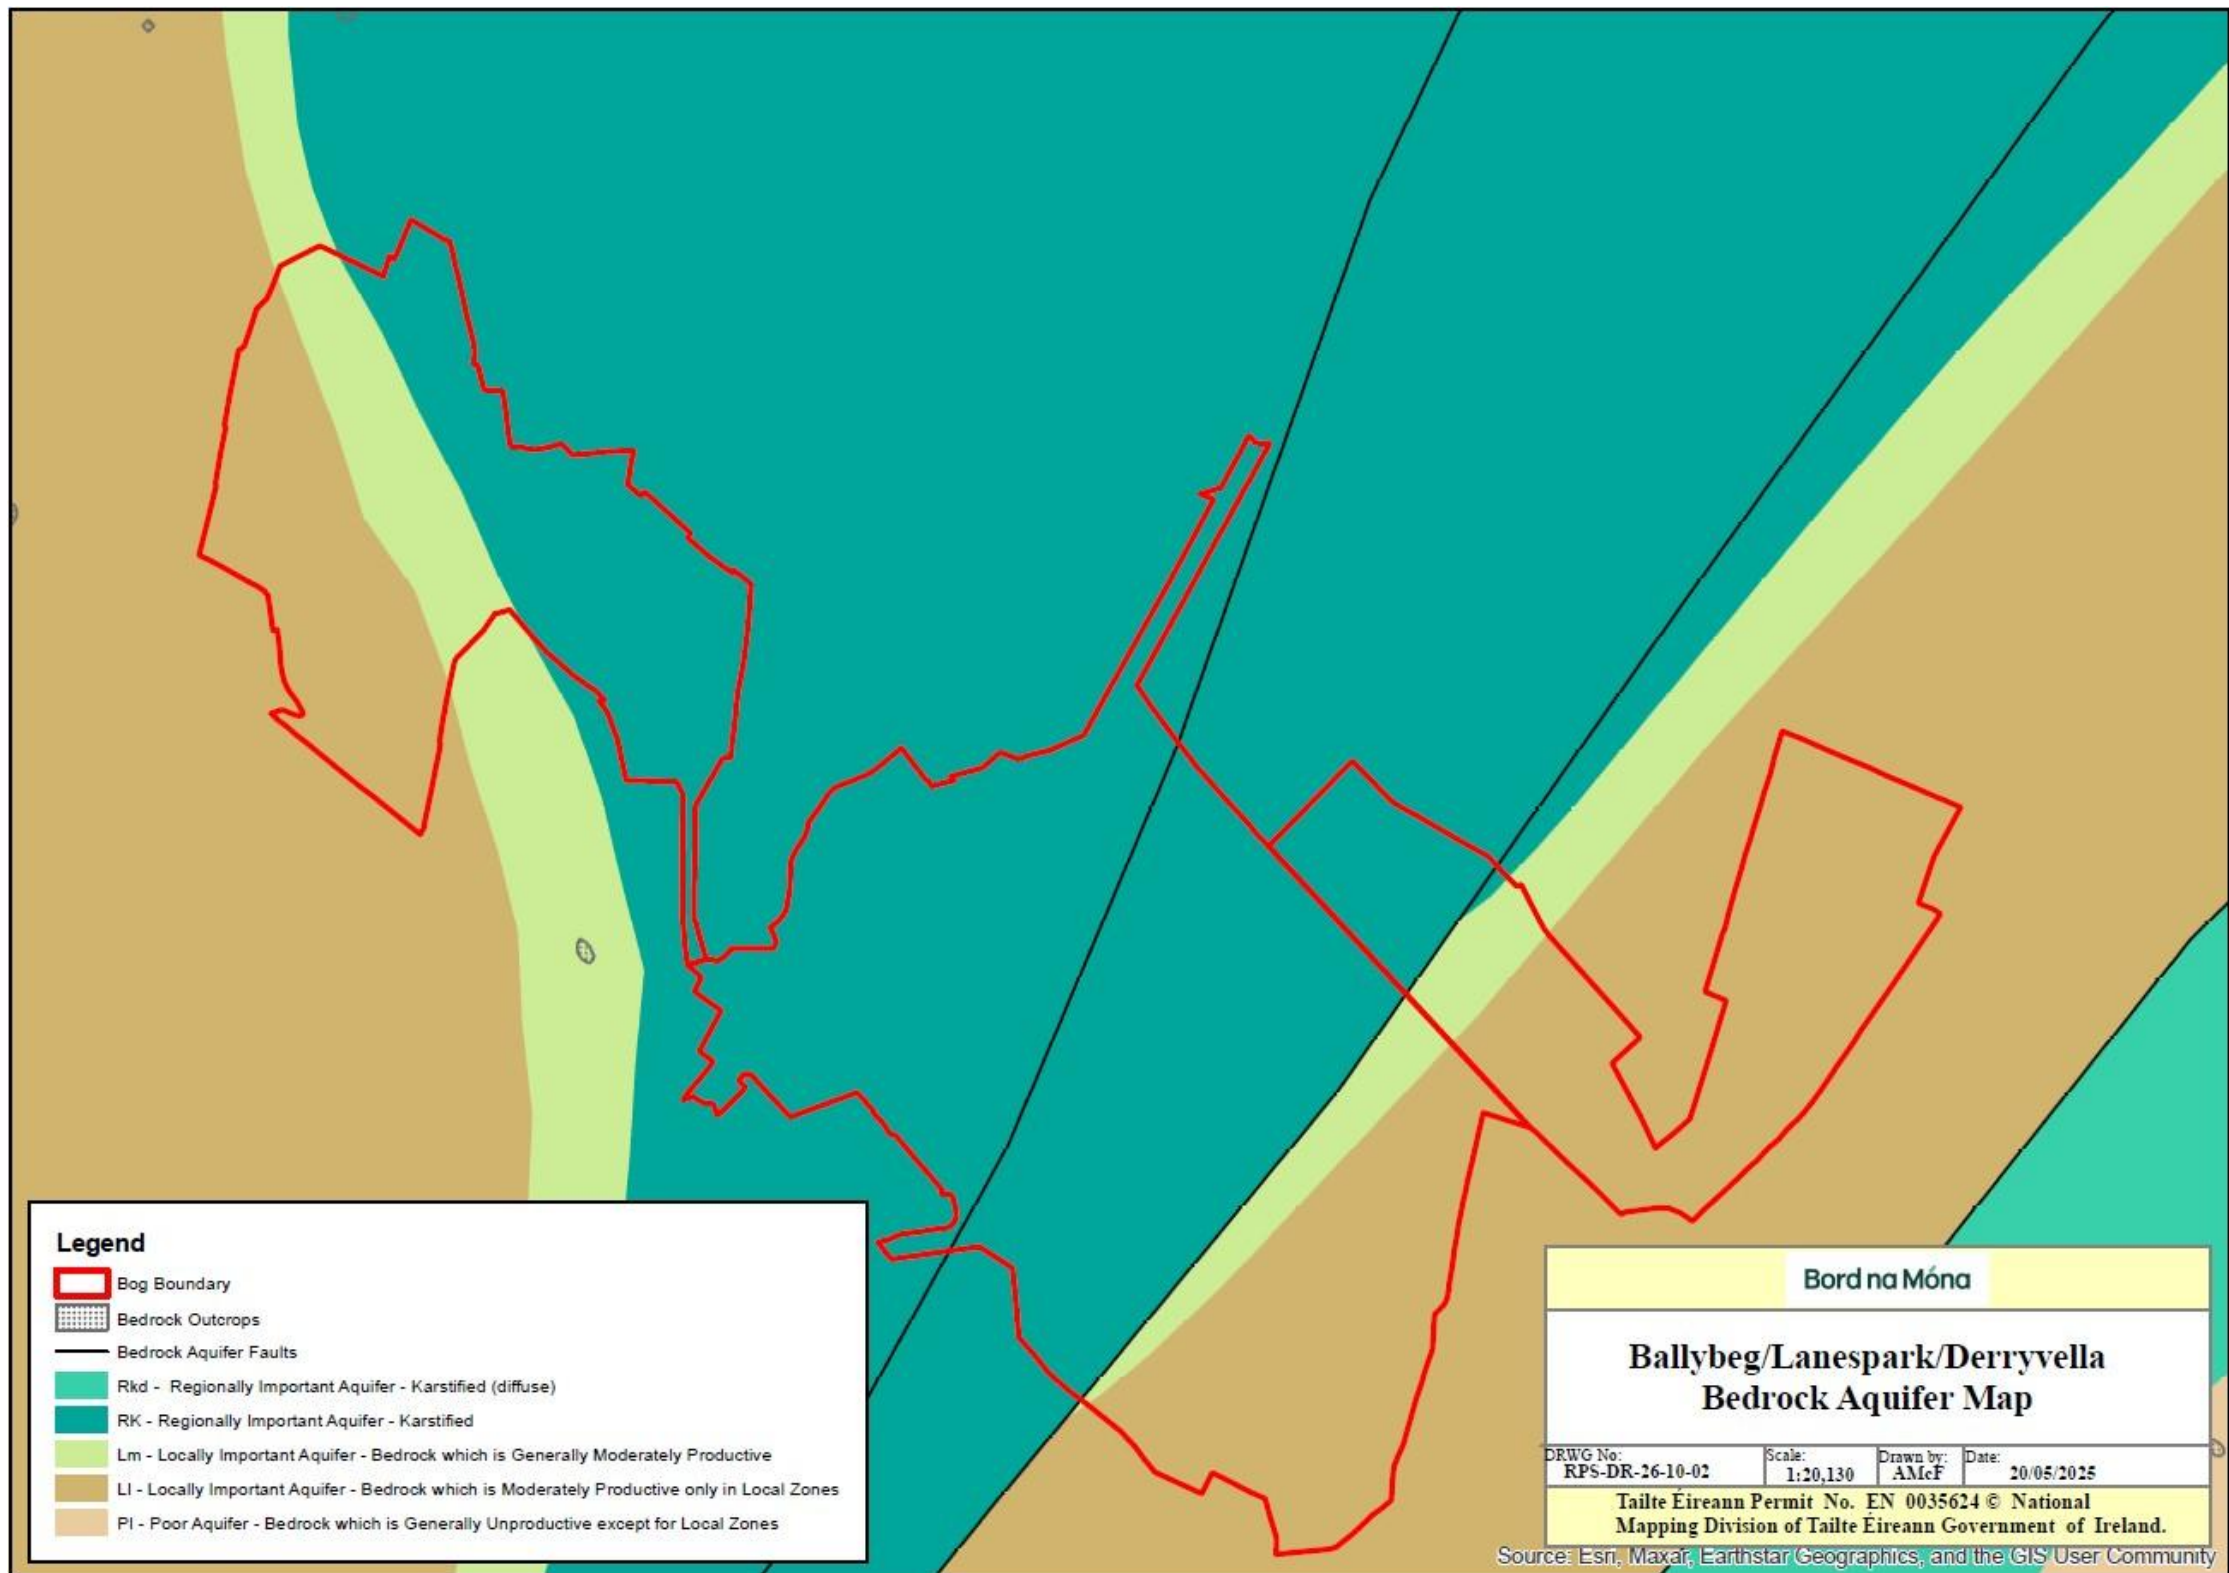 Legend
Bog Boundary
Bedrock Outcrops
Bedrock Aquifer Faults
Rkd - Regionally Important Aquifer - Karstified (diffuse)
RK - Regionally Important Aquifer - Karstified
Lm - Locally Important Aquifer - Bedrock which is Generally Moderately Productive
LI - Locally Important Aquifer - Bedrock which is Moderately Productive only in Local Zones
PI - Poor Aquifer - Bedrock which is Generally Unproductive except for Local Zones
Bord na Móna
Ballybeg/Lanespark/Derryvella
Bedrock Aquifer Map
DRWG No: RPS-DR-26-10-02
Scale: 1:20,130
Drawn by: AMcF
Date: 20/05/2025
Tailte Éireann Permit No. EN 0035624 © National
Mapping Division of Tailte Éireann Government of Ireland.
Source: Esri, Maxar, Earthstar Geographics, and the GIS User Community